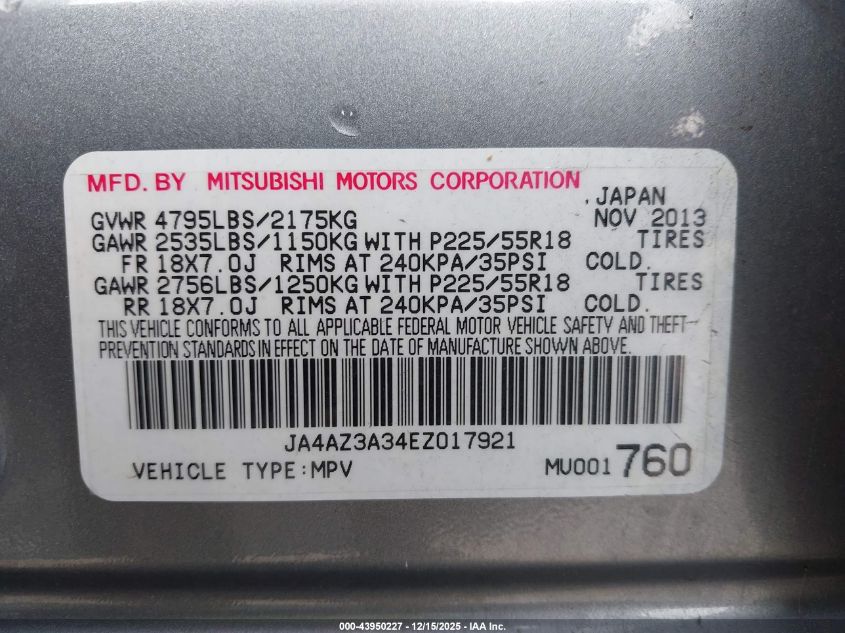 MFD. BY MITSUBISHI MOTORS CORPORATION
, JAPAN
GVWR 4795LBS/2175KG NOV 2013
GAWR 2535LBS/1150KG WITH P225/55R18 TIRES
FR 18X7.0J RIMS AT 240KPA/35PSI COLD.
GAWR 2756LBS/1250KG WITH P225/55R18 TIRES
RR 18X7.0J RIMS AT 240KPA/35PSI COLD.
THIS VEHICLE CONFORMS TO ALL APPLICABLE FEDERAL MOTOR VEHICLE SAFETY AND THEFT
PREVENTION STANDARDS IN EFFECT ON THE DATE OF MANUFACTURE SHOWN ABOVE.
JA4AZ3A34EZ017921
VEHICLE TYPE:MPV MU001 760
000-43950227 - 12/15/2025 - IAA Inc.